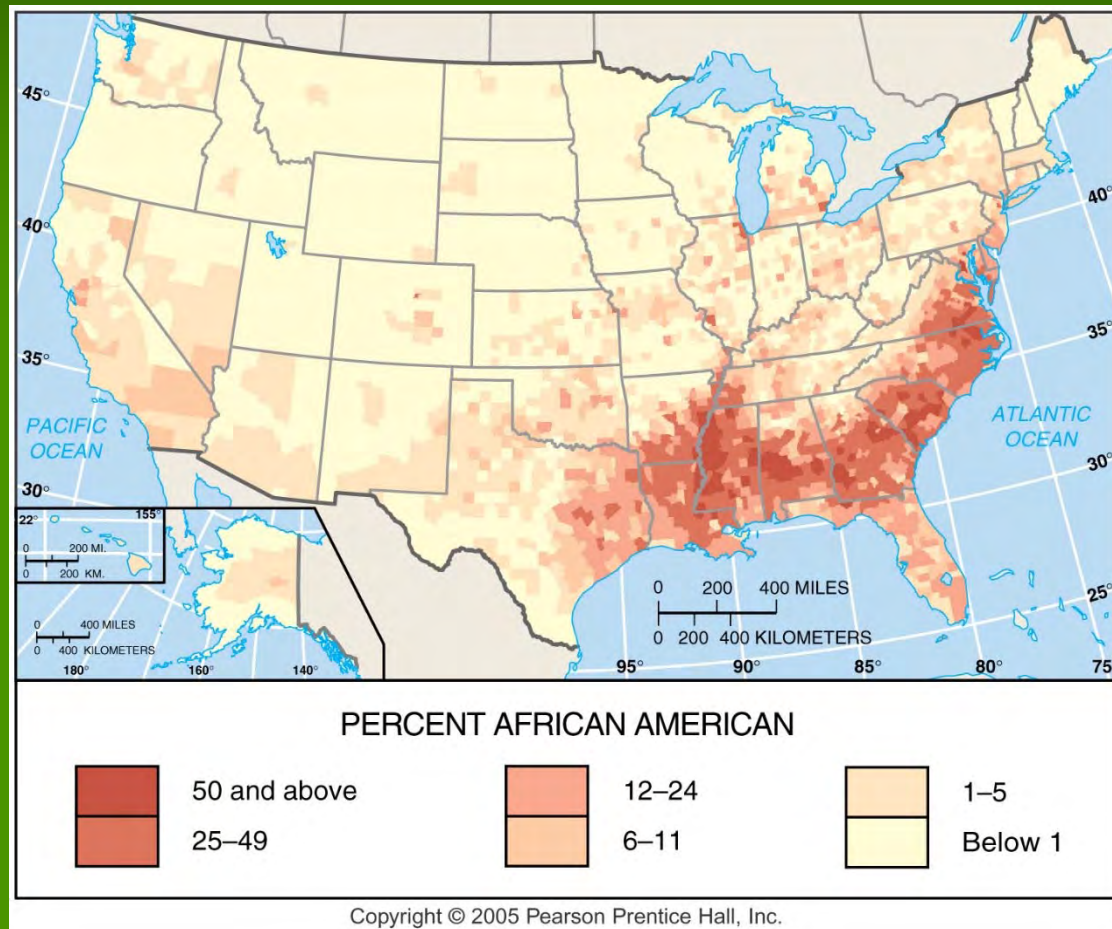 45°
40°
35°
30°
PACIFIC
OCEAN
ATLANTIC
OCEAN
40°
35°
30°
25°
22°
155°
0 200 MI.
0 200 KM.
0 400 MILES
0 400 KILOMETERS
180°
160°
140°
0 200 400 MILES
0 200 400 KILOMETERS
95°
90°
85°
80°
75°
PERCENT AFRICAN AMERICAN
50 and above
25–49
12–24
6–11
1–5
Below 1
Copyright © 2005 Pearson Prentice Hall, Inc.